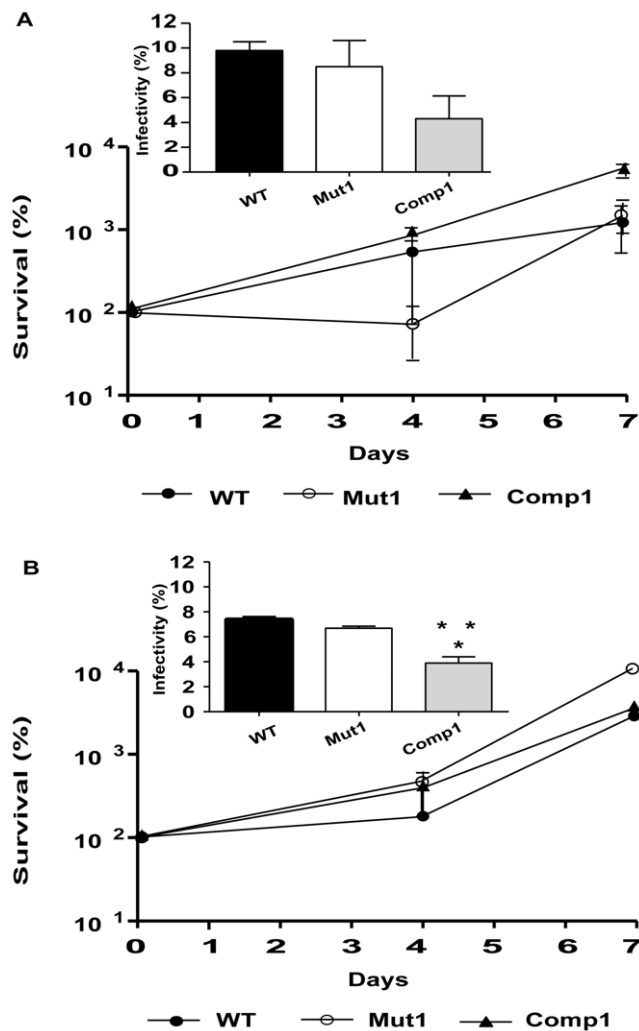 A
Infectivity (%)
12
10
8
6
4
2
0
WT
Mut1
Comp1
Survival (%)
10 4
10 3
10 2
10 1
0 1 2 3 4 5 6 7
Days
WT Mut1 Comp1
B
Infectivity (%)
12
10
8
6
4
2
0
* *
*
WT
Mut1
Comp1
Survival (%)
10 4
10 3
10 2
10 1
0 1 2 3 4 5 6 7
Days
WT Mut1 Comp1